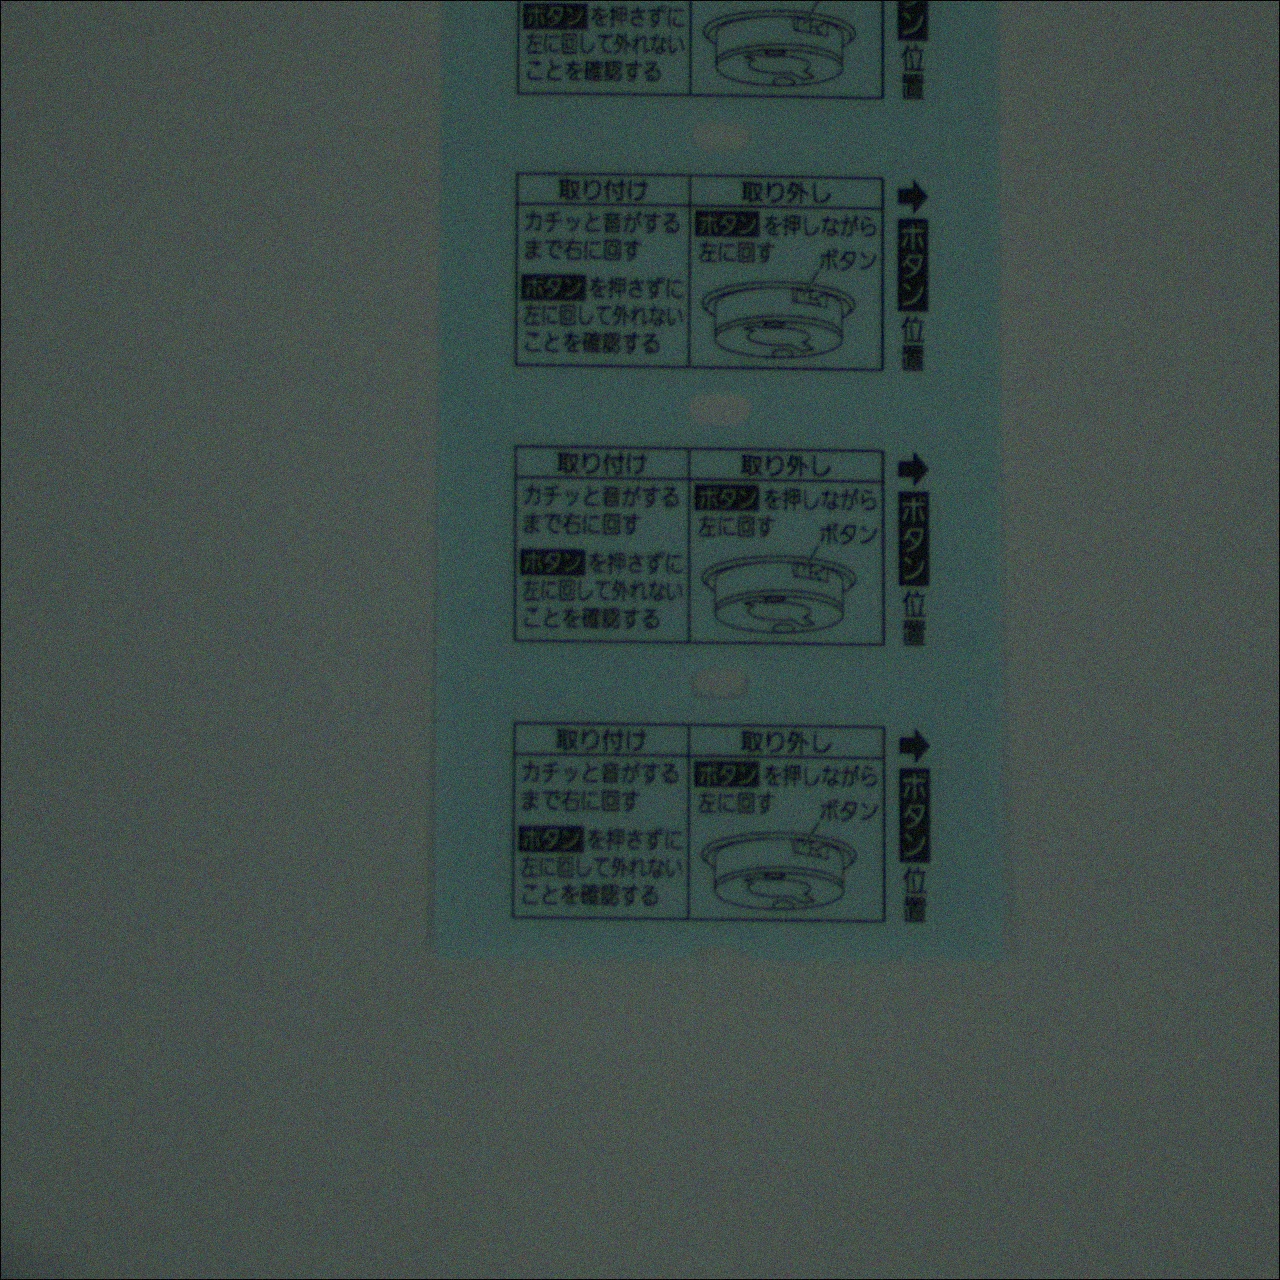 ボタンを押さずに
左に回して外れない
ことを確認する
ン位置
取り付け
カチッと音がする
まで右に回す
ボタンを押さずに
左に回して外れない
ことを確認する
取り外し
ボタンを押しながら
左に回す
ボタン
➡ボタン位置
取り付け
カチッと音がする
まで右に回す
ボタンを押さずに
左に回して外れない
ことを確認する
取り外し
ボタンを押しながら
左に回す
ボタン
➡ボタン位置
取り付け
カチッと音がする
まで右に回す
ボタンを押さずに
左に回して外れない
ことを確認する
取り外し
ボタンを押しながら
左に回す
ボタン
➡ボタン位置